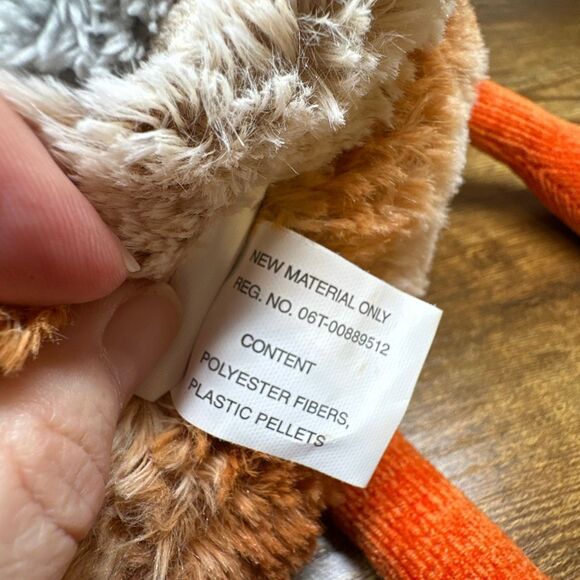 NEW MATERIAL ONLY
REG. NO. 06T-00889512
CONTENT
POLYESTER FIBERS,
PLASTIC PELLETS